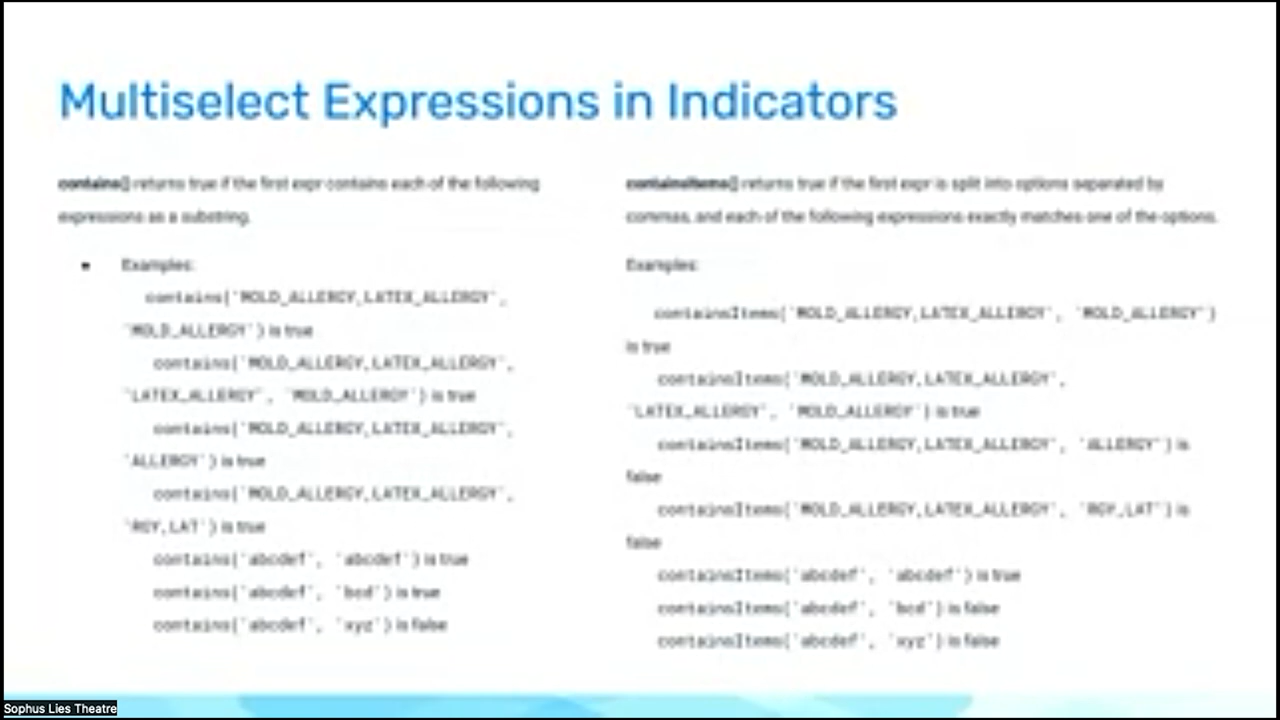 Multiselect Expressions in Indicators
contains() returns true if the first expr contains each of the following
expressions as a substring.
• Examples:
contains('MOLD_ALLERGY,LATEX_ALLERGY',
'MOLD_ALLERGY') is true
contains('MOLD_ALLERGY,LATEX_ALLERGY',
'LATEX_ALLERGY', 'MOLD_ALLERGY') is true
contains('MOLD_ALLERGY,LATEX_ALLERGY',
'ALLERGY') is true
contains('MOLD_ALLERGY,LATEX_ALLERGY',
'RGY,LAT') is true
contains('abcdef', 'abcdef') is true
contains('abcdef', 'bcd') is true
contains('abcdef', 'xyz') is false
containsItems() returns true if the first expr is split into options separated by
commas, and each of the following expressions exactly matches one of the options.
Examples:
containsItems('MOLD_ALLERGY,LATEX_ALLERGY', 'MOLD_ALLERGY')
is true
containsItems('MOLD_ALLERGY,LATEX_ALLERGY',
'LATEX_ALLERGY', 'MOLD_ALLERGY') is true
containsItems('MOLD_ALLERGY,LATEX_ALLERGY', 'ALLERGY') is
false
containsItems('MOLD_ALLERGY,LATEX_ALLERGY', 'RGY,LAT') is
false
containsItems('abcdef', 'abcdef') is true
containsItems('abcdef', 'bcd') is false
containsItems('abcdef', 'xyz') is false
Sophus Lies Theatre